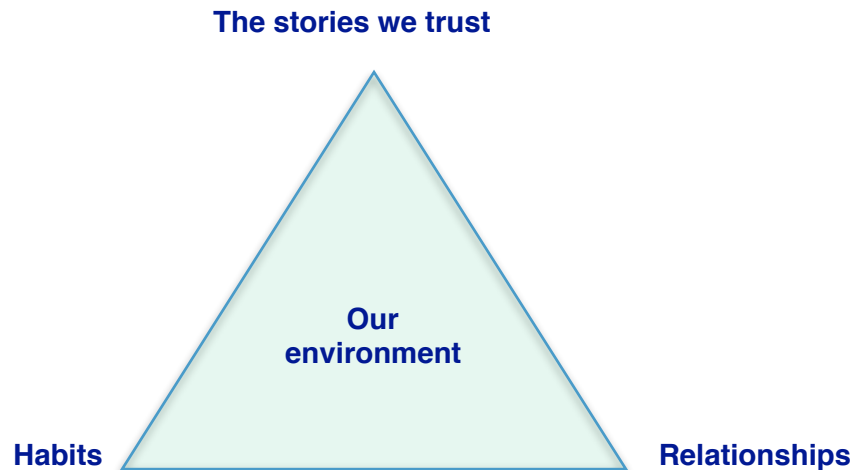 The stories we trust
Our
environment
Habits
Relationships